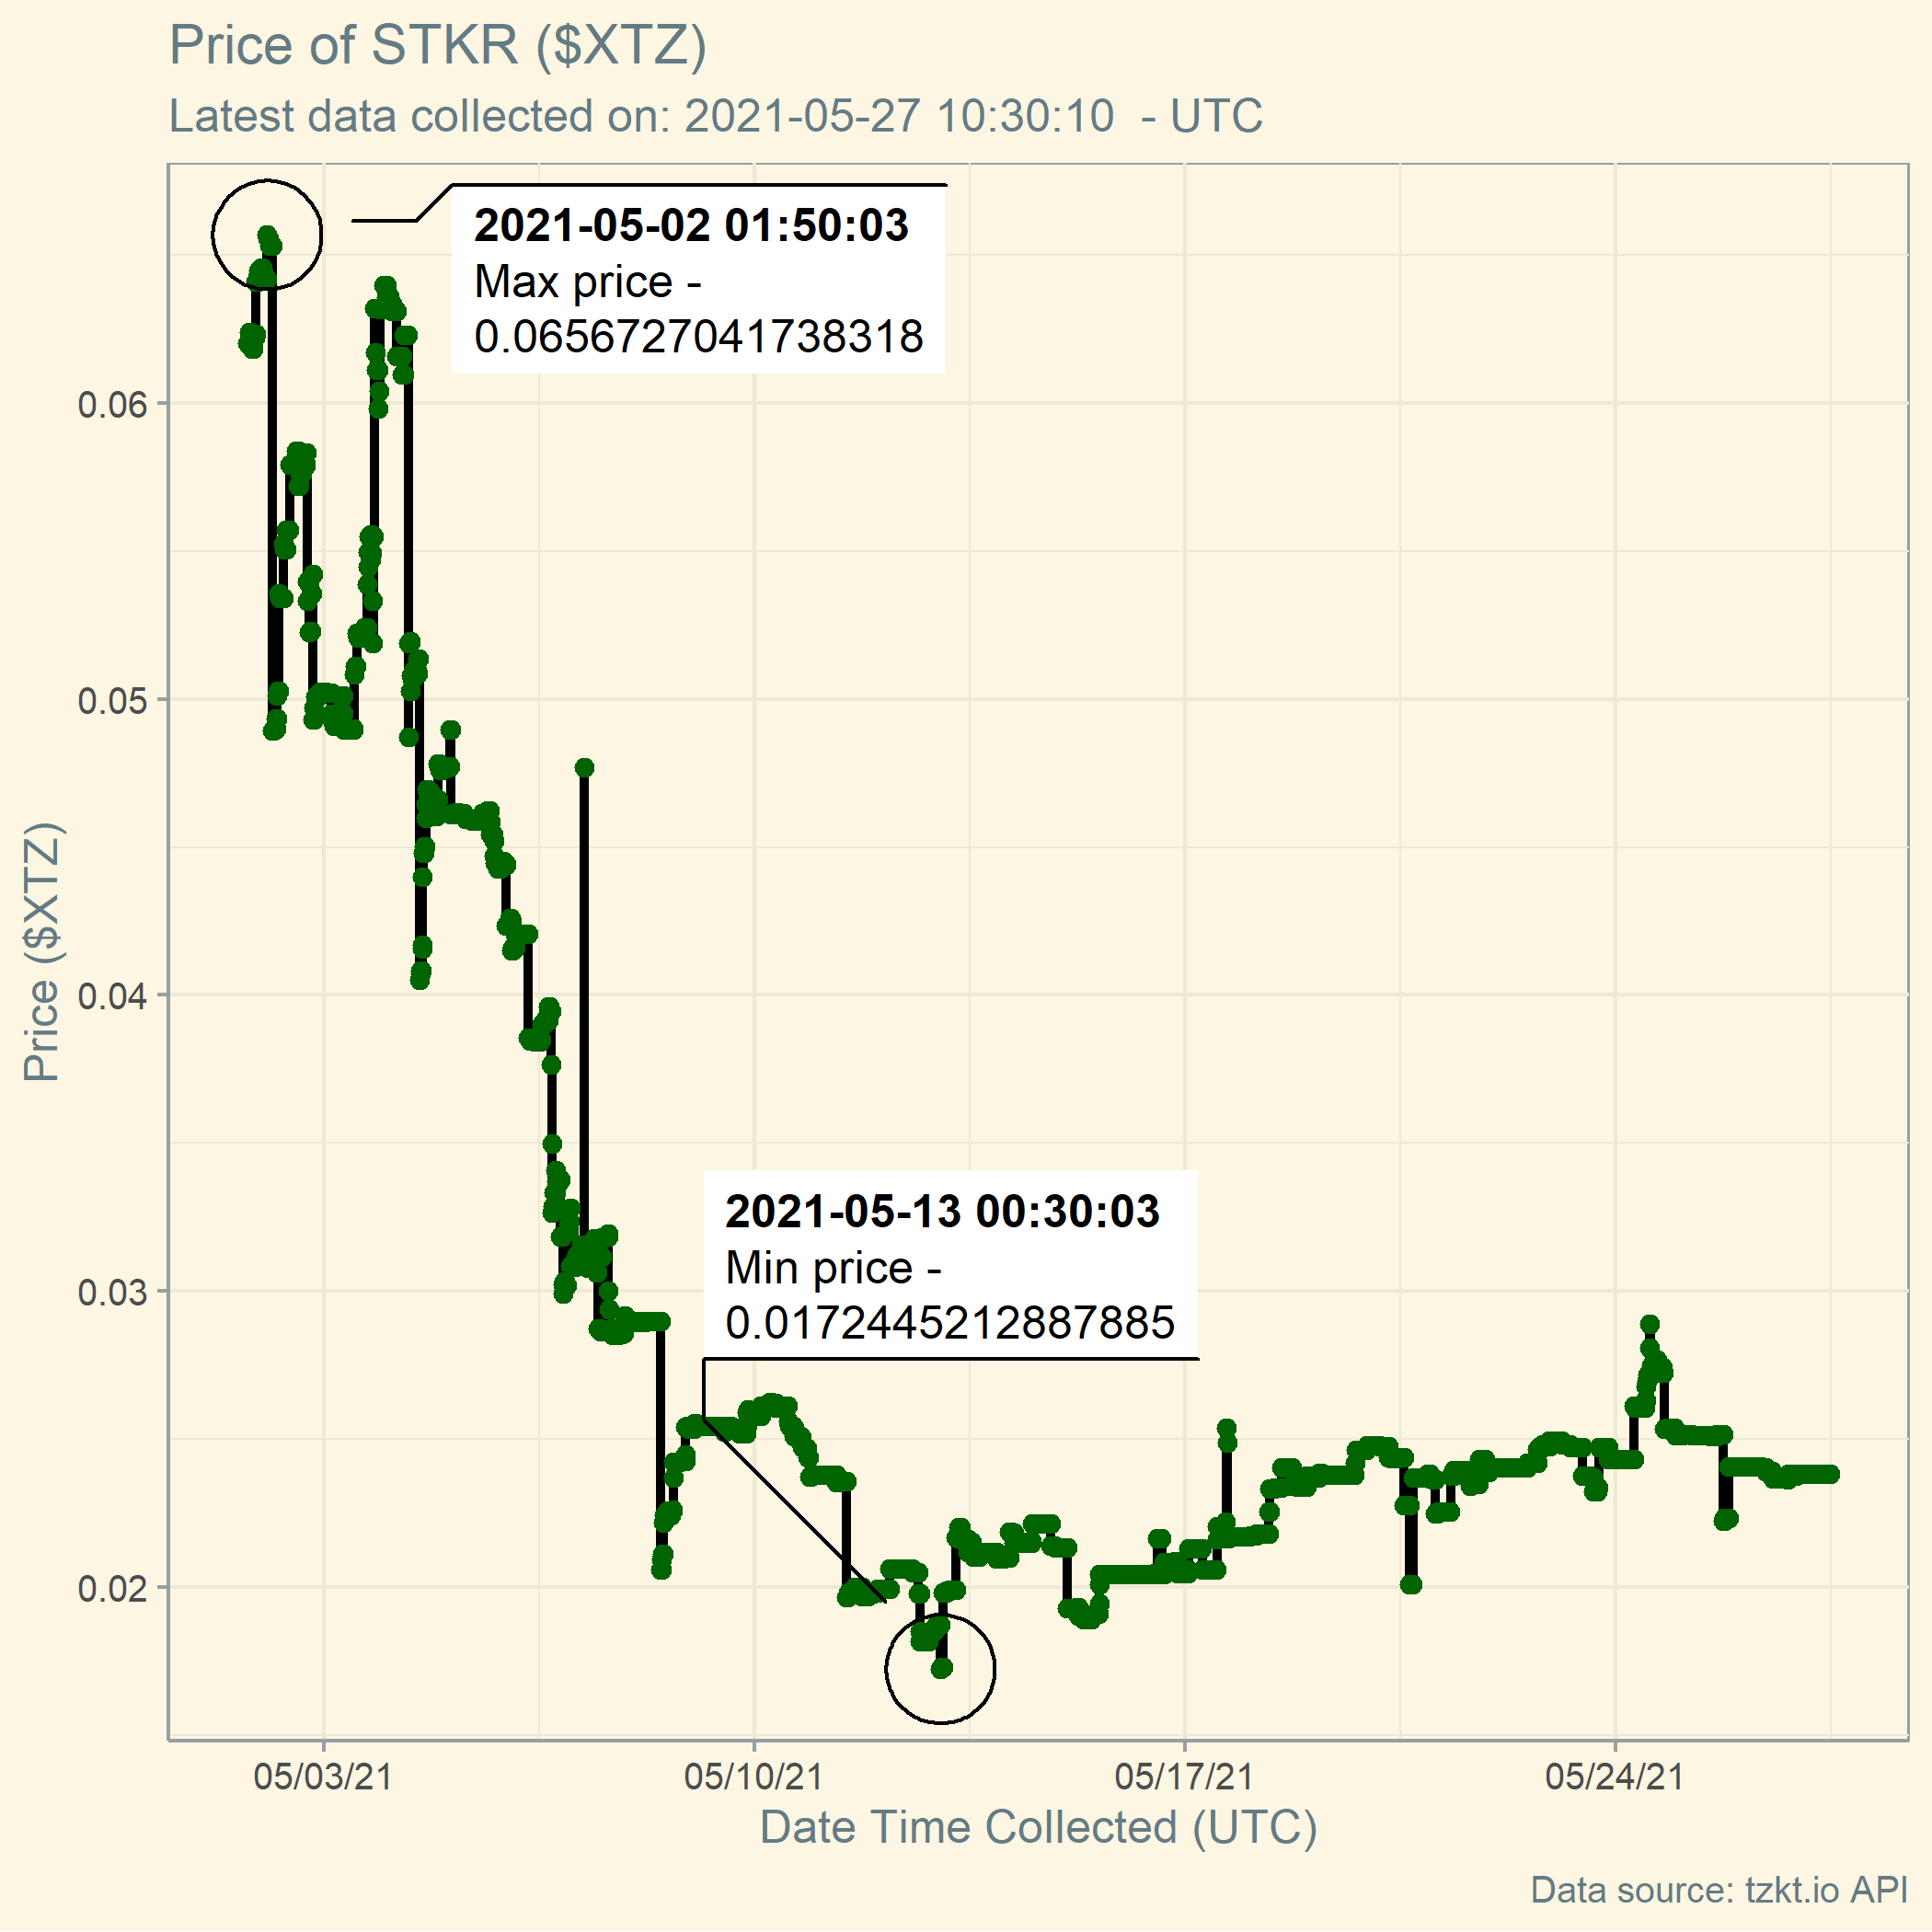 Price of STKR ($XTZ)
Latest data collected on: 2021-05-27 10:30:10  - UTC
2021-05-02 01:50:03
Max price -
0.0656727041738318
0.06
0.05
0.04
0.03
0.02
Price ($XTZ)
2021-05-13 00:30:03
Min price -
0.0172445212887885
05/03/21
05/10/21
05/17/21
05/24/21
Date Time Collected (UTC)
Data source: tzkt.io API